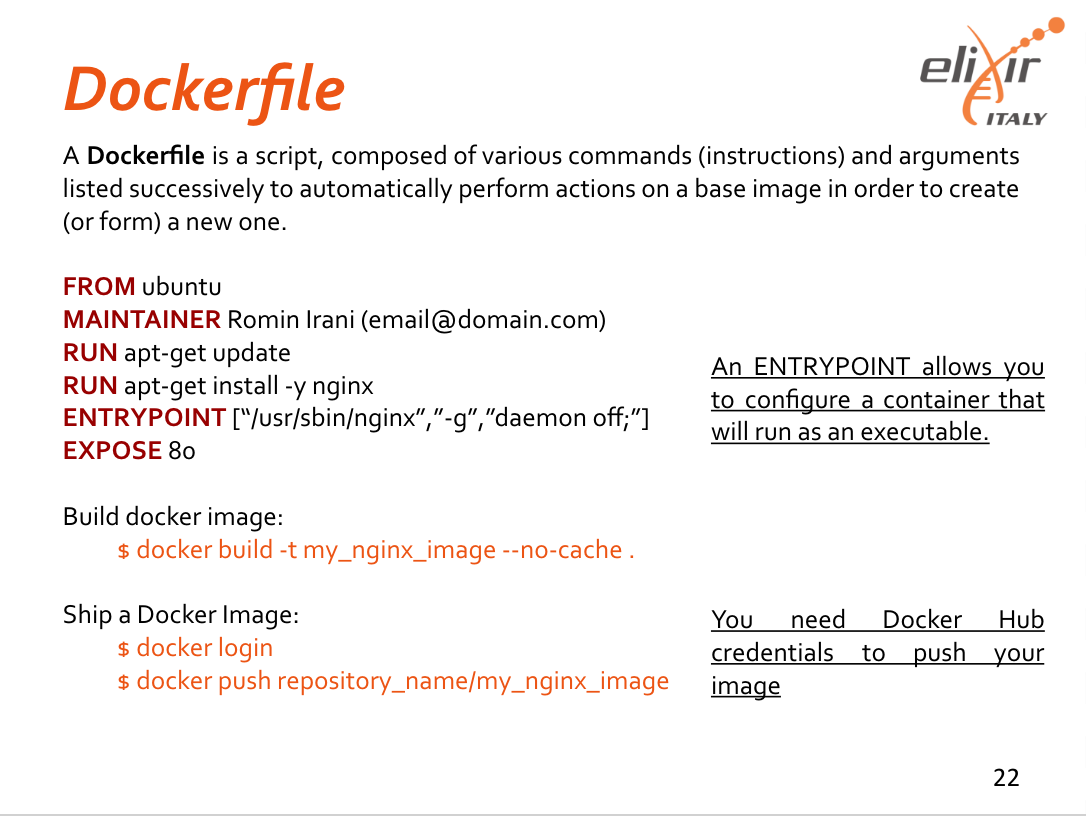 elixir
ITALY
Dockerfile
A Dockerfile is a script, composed of various commands (instructions) and arguments
listed successively to automatically perform actions on a base image in order to create
(or form) a new one.
FROM ubuntu
MAINTAINER Romin Irani (email@domain.com)
RUN apt-get update
RUN apt-get install -y nginx
ENTRYPOINT [“/usr/sbin/nginx”,”-g”,”daemon off;”]
EXPOSE 80
An ENTRYPOINT allows you
to configure a container that
will run as an executable.
Build docker image:
$ docker build -t my_nginx_image --no-cache .
Ship a Docker Image:
$ docker login
$ docker push repository_name/my_nginx_image
You need Docker Hub
credentials to push your
image
22